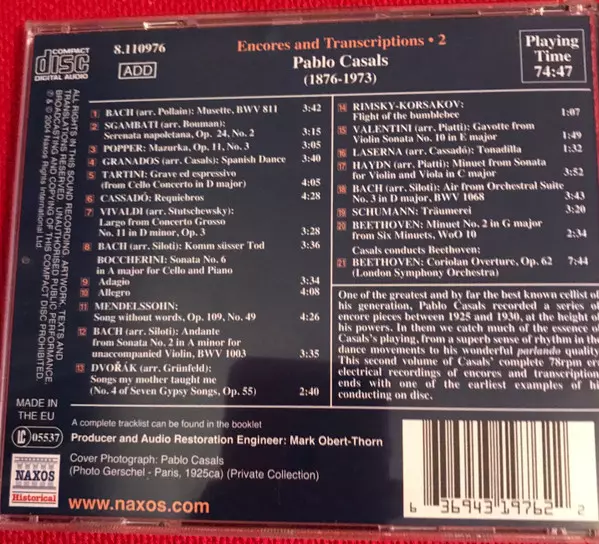 COMPACT
disc
DIGITAL AUDIO
8.110976
ADD
Encores and Transcriptions • 2
Pablo Casals
(1876-1973)
Playing
Time
74:47
ALL RIGHTS IN THIS SOUND RECORDING, ARTWORK, TEXTS AND
TRANSLATIONS RESERVED. UNAUTHORISED PUBLIC PERFORMANCE,
BROADCASTING AND COPYING OF THIS COMPACT DISC PROHIBITED.
℗ & © 2004 Naxos Rights International Ltd
1 BACH (arr. Pollain): Musette, BWV 811 3:42
2 SGAMBATI (arr. Bouman):
Serenata napoletana, Op. 24, No. 2 3:15
3 POPPER: Mazurka, Op. 11, No. 3 3:05
4 GRANADOS (arr. Casals): Spanish Dance 3:40
5 TARTINI: Grave ed espressivo
(from Cello Concerto in D major) 4:05
6 CASSADÓ: Requiebros 4:28
7 VIVALDI (arr. Stutschewsky):
Largo from Concerto Grosso
No. 11 in D minor, Op. 3 3:28
8 BACH (arr. Siloti): Komm süsser Tod 3:36
BOCCHERINI: Sonata No. 6
in A major for Cello and Piano
9 Adagio 3:34
10 Allegro 4:08
11 MENDELSSOHN:
Song without words, Op. 109, No. 49 4:26
12 BACH (arr. Siloti): Andante
from Sonata No. 2 in A minor for
unaccompanied Violin, BWV 1003 3:35
13 DVOŘÁK (arr. Grünfeld):
Songs my mother taught me
(No. 4 of Seven Gypsy Songs, Op. 55) 2:40
14 RIMSKY-KORSAKOV:
Flight of the bumblebee 1:07
15 VALENTINI (arr. Piatti): Gavotte from
Violin Sonata No. 10 in E major 1:49
16 LASERNA (arr. Cassadó): Tonadilla 1:32
17 HAYDN (arr. Piatti): Minuet from Sonata
for Violin and Viola in C major 3:52
18 BACH (arr. Siloti): Air from Orchestral Suite
No. 3 in D major, BWV 1068 3:43
19 SCHUMANN: Träumerei 3:20
20 BEETHOVEN: Minuet No. 2 in G major
from Six Minuets, WoO 10 2:34
Casals conducts Beethoven:
21 BEETHOVEN: Coriolan Overture, Op. 62 7:44
(London Symphony Orchestra)
One of the greatest and by far the best known cellist of
his generation, Pablo Casals recorded a series of
encore pieces between 1925 and 1930, at the height of
his powers. In them we catch much of the essence of
Casals's playing, from a superb sense of rhythm in the
dance movements to his wonderful parlando quality.
This second volume of Casals' complete 78rpm era
electrical recordings of encores and transcriptions
ends with one of the earliest examples of his
conducting on disc.
MADE IN
THE EU
LC 05537
NAXOS
Historical
A complete tracklist can be found in the booklet
Producer and Audio Restoration Engineer: Mark Obert-Thorn
Cover Photograph: Pablo Casals
(Photo Gerschel - Paris, 1925ca) (Private Collection)
www.naxos.com
6 36943 19762 2